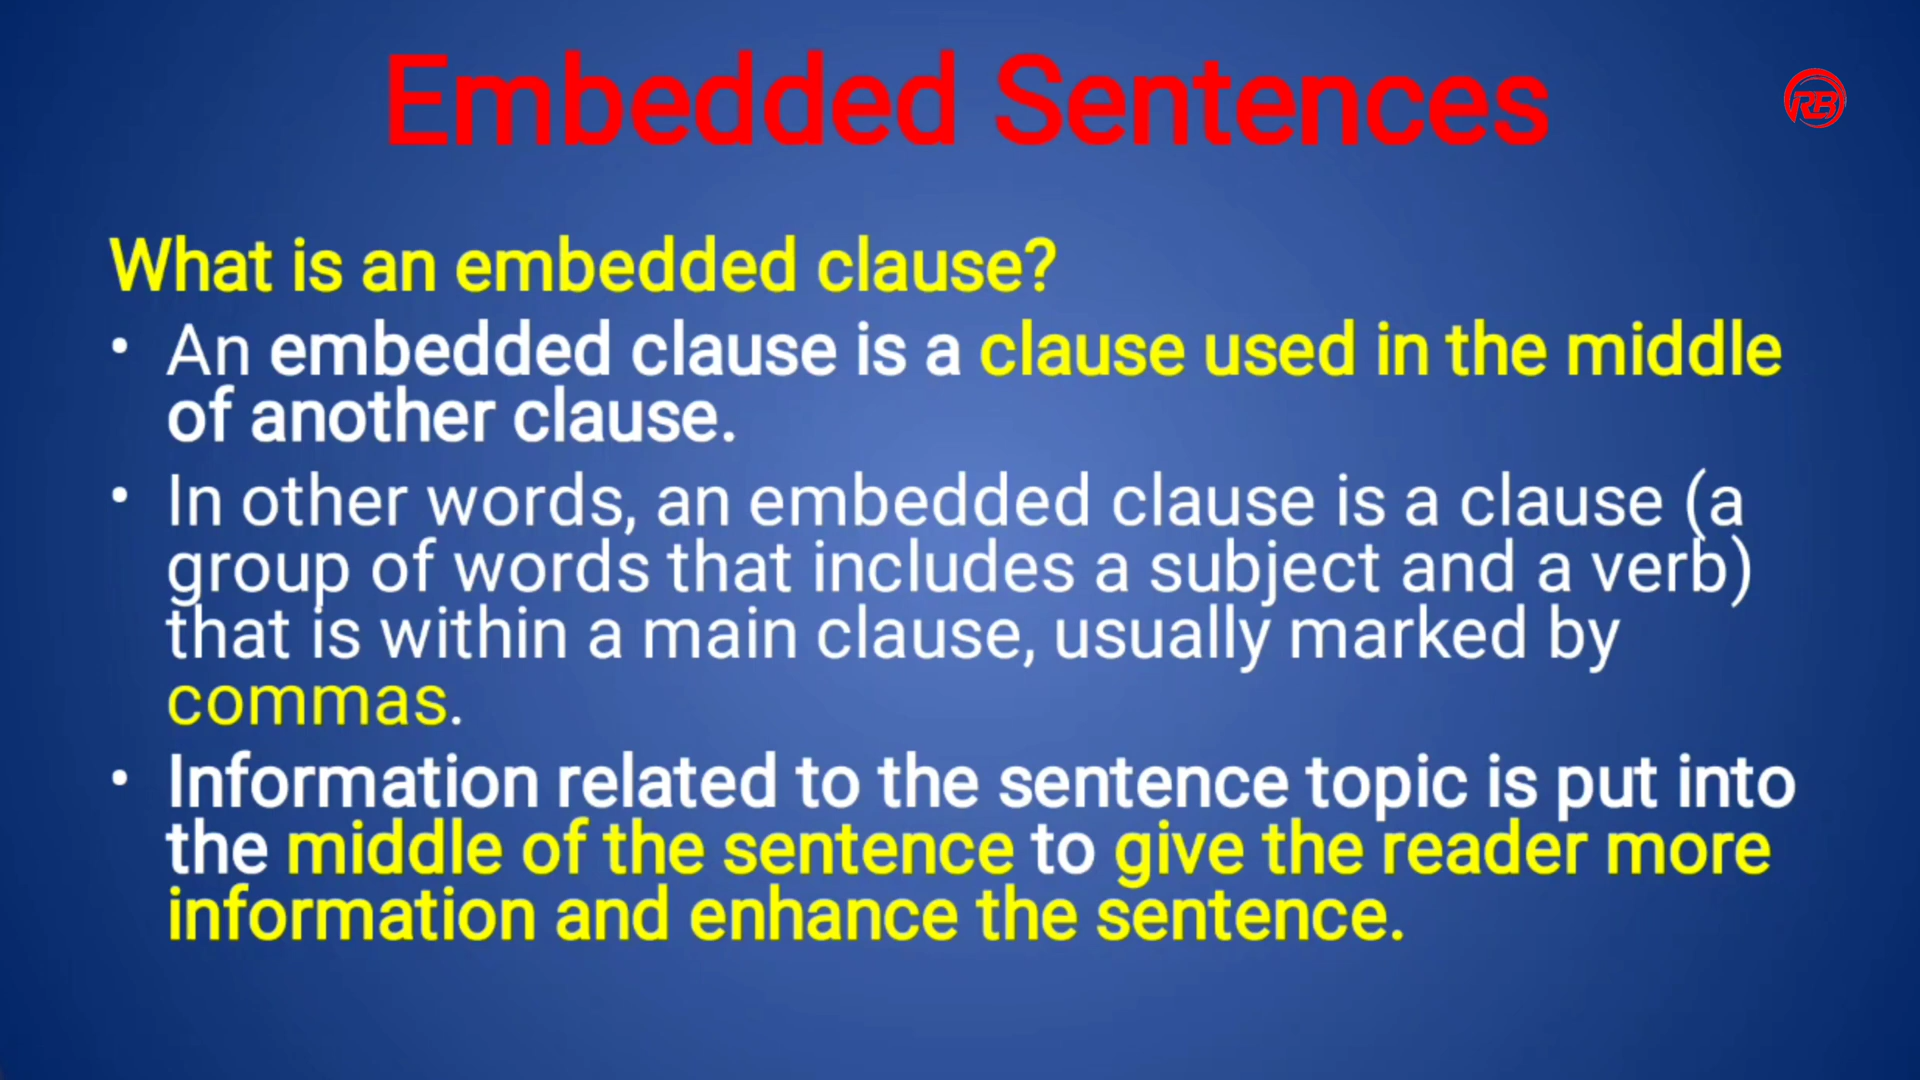 Embedded Sentences
RB
What is an embedded clause?
• An embedded clause is a clause used in the middle
of another clause.
• In other words, an embedded clause is a clause (a
group of words that includes a subject and a verb)
that is within a main clause, usually marked by
commas.
• Information related to the sentence topic is put into
the middle of the sentence to give the reader more
information and enhance the sentence.